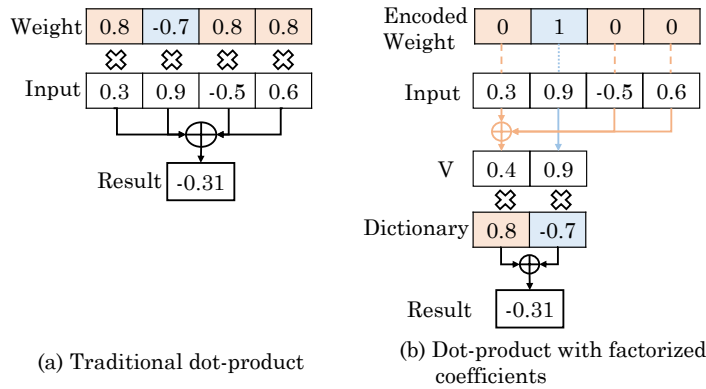 Weight 0.8 -0.7 0.8 0.8
Input 0.3 0.9 -0.5 0.6
Result -0.31
(a) Traditional dot-product
Encoded
Weight 0 1 0 0
Input 0.3 0.9 -0.5 0.6
V 0.4 0.9
Dictionary 0.8 -0.7
Result -0.31
(b) Dot-product with factorized
coefficients